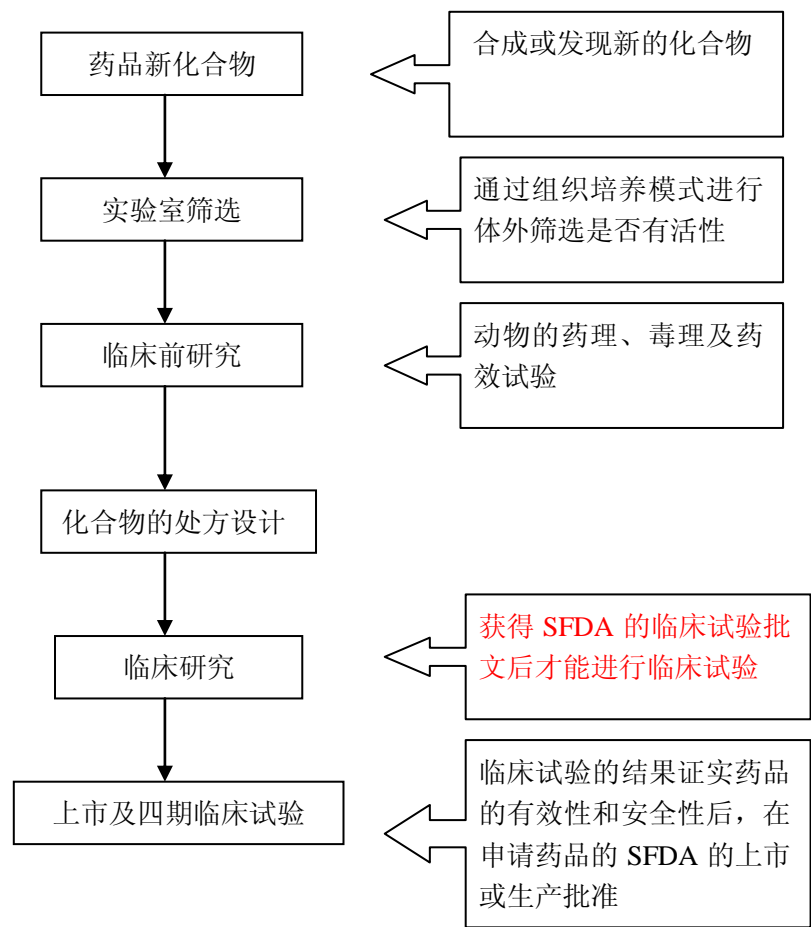 药品新化合物
合成或发现新的化合物
实验室筛选
通过组织培养模式进行
体外筛选是否有活性
临床前研究
动物的药理、毒理及药
效试验
化合物的处方设计
临床研究
获得 SFDA 的临床试验批
文后才能进行临床试验
上市及四期临床试验
临床试验的结果证实药品
的有效性和安全性后，在
申请药品的 SFDA 的上市
或生产批准